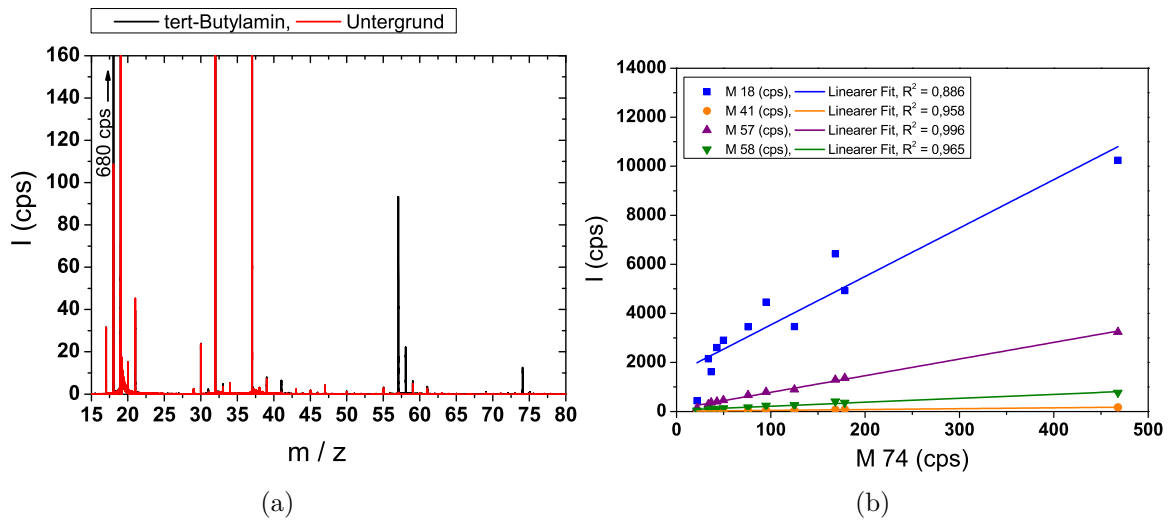 tert-Butylamin, Untergrund
I (cps)
160
140
120
100
80
60
40
20
0
680 cps
15 20 25 30 35 40 45 50 55 60 65 70 75 80
m / z
(a)
I (cps)
14000
12000
10000
8000
6000
4000
2000
0
M 18 (cps), Linearer Fit, R² = 0,886
M 41 (cps), Linearer Fit, R² = 0,958
M 57 (cps), Linearer Fit, R² = 0,996
M 58 (cps), Linearer Fit, R² = 0,965
0 100 200 300 400 500
M 74 (cps)
(b)